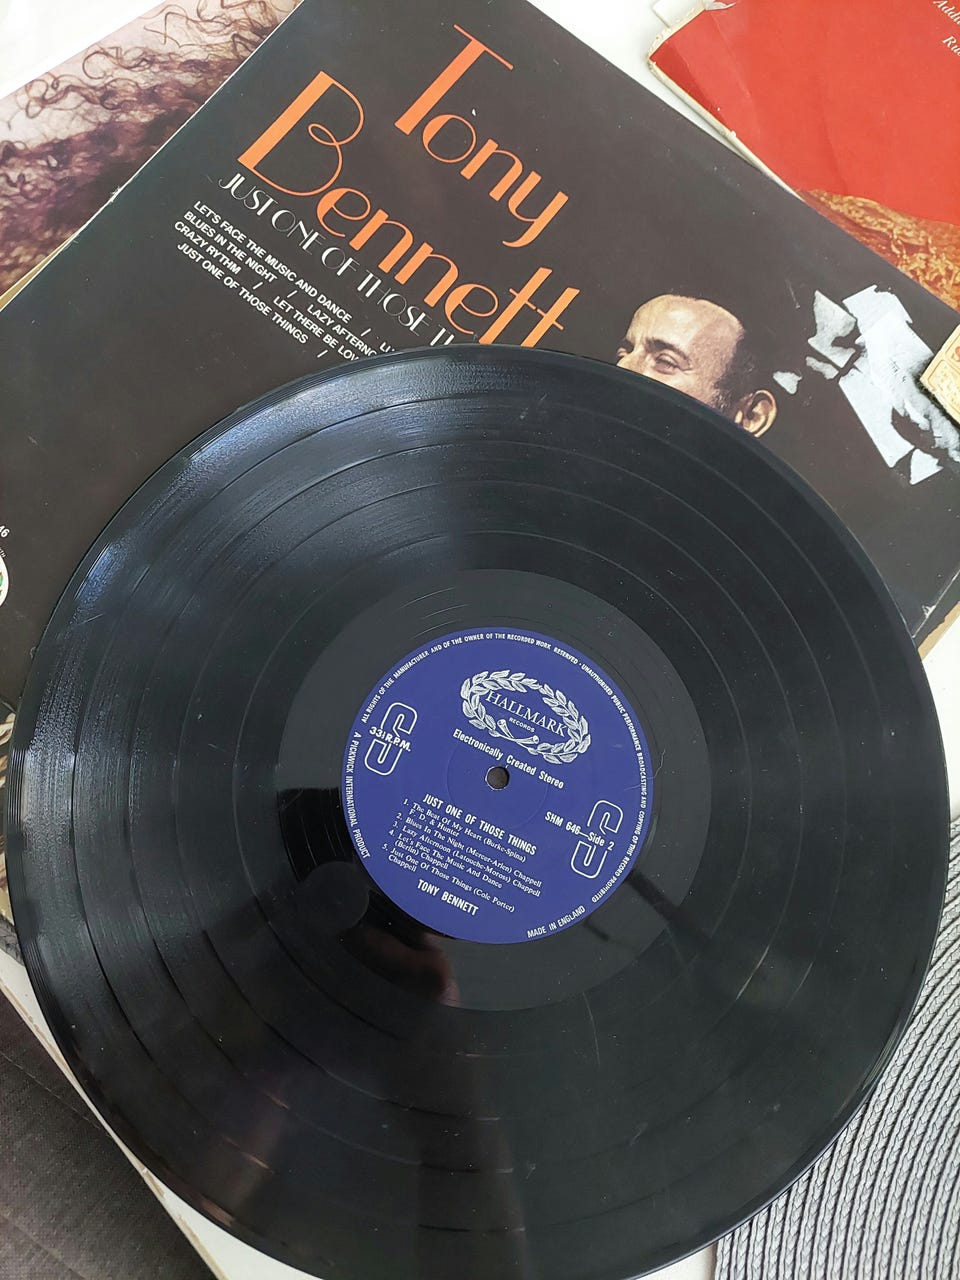 Tony
Bennett
JUST ONE OF THOSE
LET'S FACE THE MUSIC AND DANCE /
BLUES IN THE NIGHT / LAZY
CRAZY RYTHM / LET THERE BE
JUST ONE OF THOSE THINGS /
46
ALL RIGHTS OF THE MANUFACTURER AND OF THE OWNER OF THE RECORDED WORK RESERVED · UNAUTHORISED PUBLIC PERFORMANCE BROADCASTING AND COPYING OF THIS RECORD PROHIBITED
HALLMARK
RECORDS
Electronically Created Stereo
S
33⅓ R.P.M.
S
SHM 646—Side 2
JUST ONE OF THOSE THINGS
1. The Beat Of My Heart (Burke-Spina)
F. D. & Hunter
2. Blues In The Night (Mercer-Arlen) Chappell
3. Lazy Afternoon (Latouche-Moross) Chappell
4. Let's Face The Music And Dance
(Berlin) Chappell
5. Just One Of Those Things (Cole Porter)
Chappell
TONY BENNETT
A PICKWICK INTERNATIONAL PRODUCT
MADE IN ENGLAND